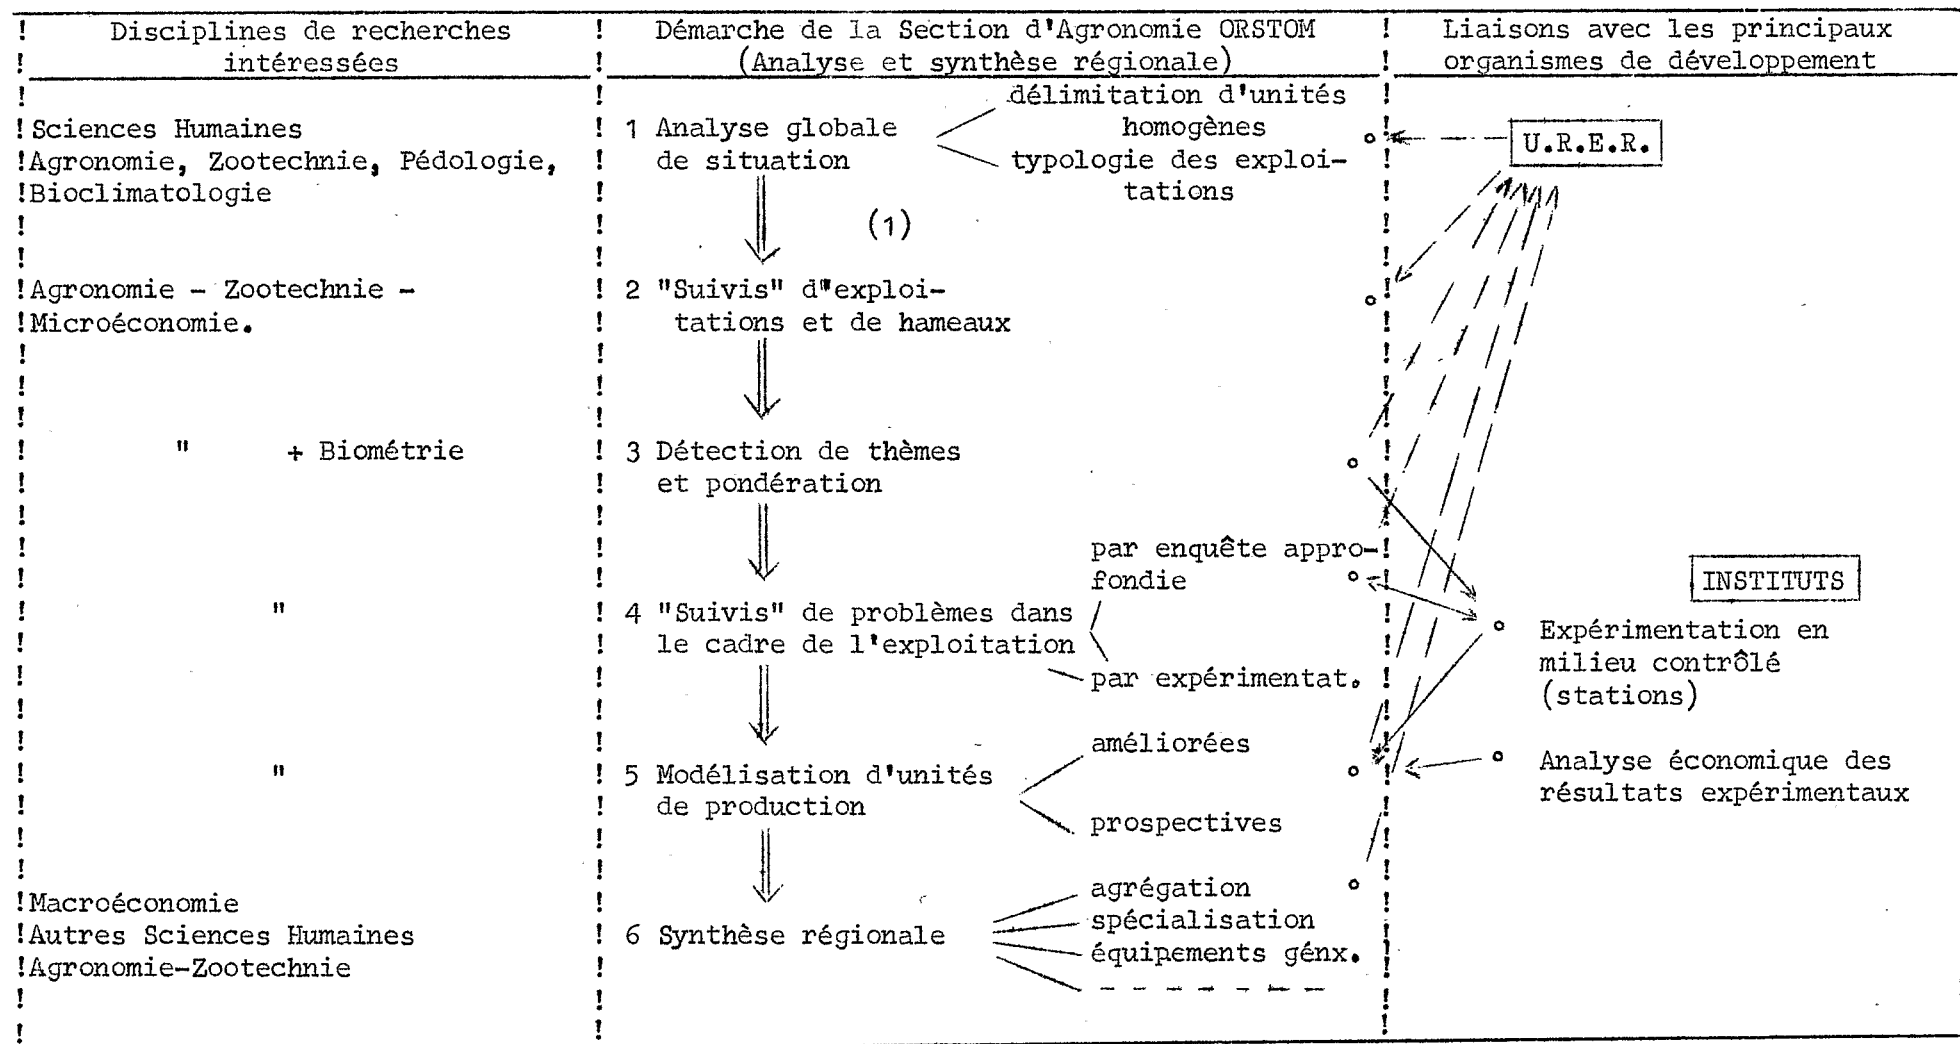 Disciplines de recherches
intéressées
Démarche de la Section d'Agronomie ORSTOM
(Analyse et synthèse régionale)
Liaisons avec les principaux
organismes de développement
Sciences Humaines
Agronomie, Zootechnie, Pédologie,
Bioclimatologie
1 Analyse globale
de situation
délimitation d'unités
homogènes
typologie des exploi-
tations
U.R.E.R.
(1)
Agronomie - Zootechnie -
Microéconomie.
2 "Suivis" d"exploi-
tations et de hameaux
" + Biométrie
3 Détection de thèmes
et pondération
par enquête appro-
fondie
INSTITUTS
"
4 "Suivis" de problèmes dans
le cadre de l'exploitation
par expérimentat.
Expérimentation en
milieu contrôlé
(stations)
"
5 Modélisation d'unités
de production
améliorées
prospectives
Analyse économique des
résultats expérimentaux
Macroéconomie
Autres Sciences Humaines
Agronomie-Zootechnie
6 Synthèse régionale
agrégation
spécialisation
équipements génx.